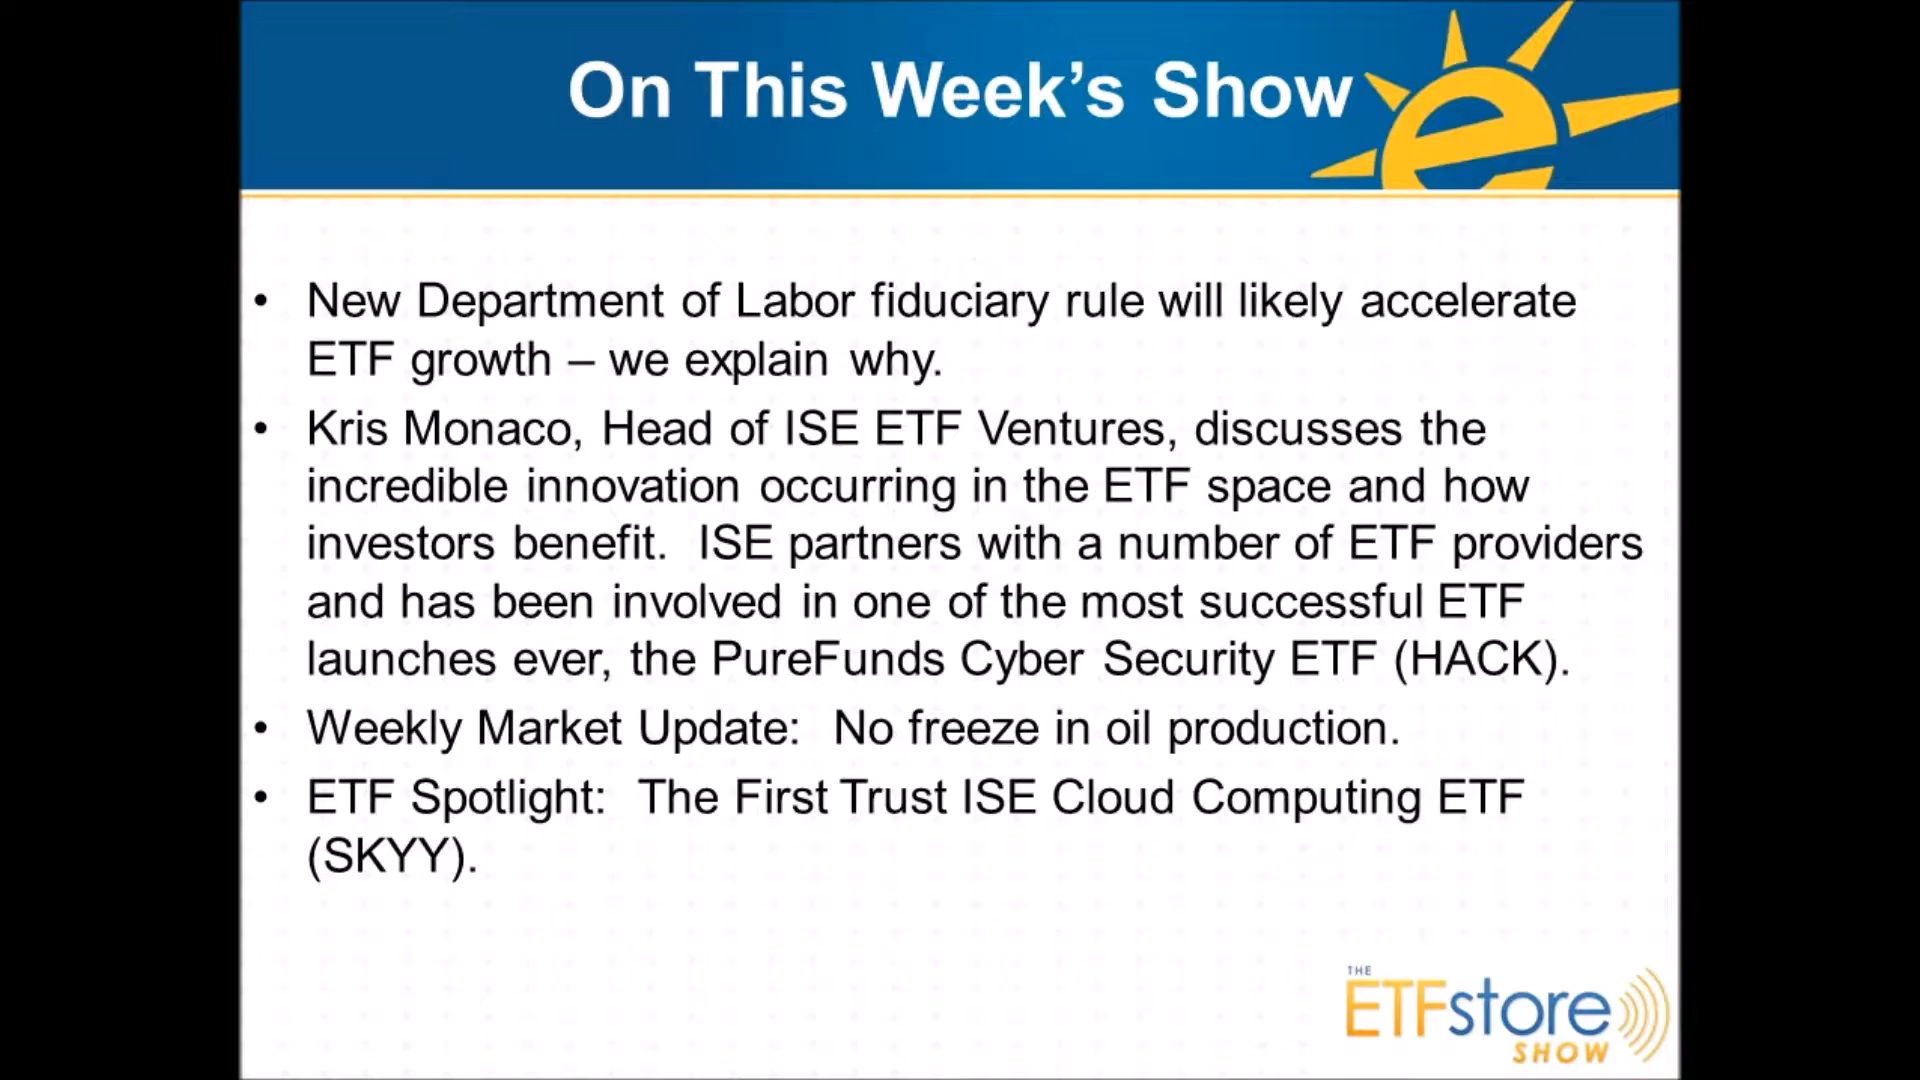 On This Week’s Show
• New Department of Labor fiduciary rule will likely accelerate
ETF growth – we explain why.
• Kris Monaco, Head of ISE ETF Ventures, discusses the
incredible innovation occurring in the ETF space and how
investors benefit.  ISE partners with a number of ETF providers
and has been involved in one of the most successful ETF
launches ever, the PureFunds Cyber Security ETF (HACK).
• Weekly Market Update:  No freeze in oil production.
• ETF Spotlight:  The First Trust ISE Cloud Computing ETF
(SKYY).
THE
ETFstore
SHOW